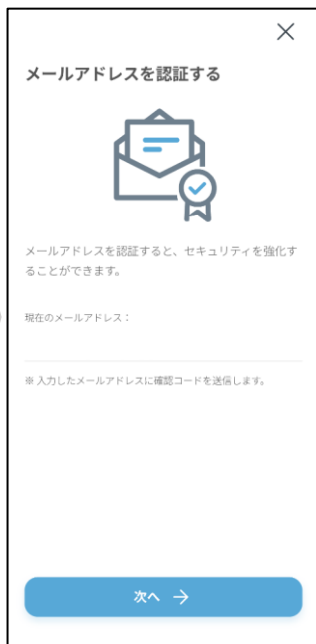 メールアドレスを認証する
メールアドレスを認証すると、セキュリティを強化す
ることができます。
現在のメールアドレス：
※ 入力したメールアドレスに確認コードを送信します。
次へ →